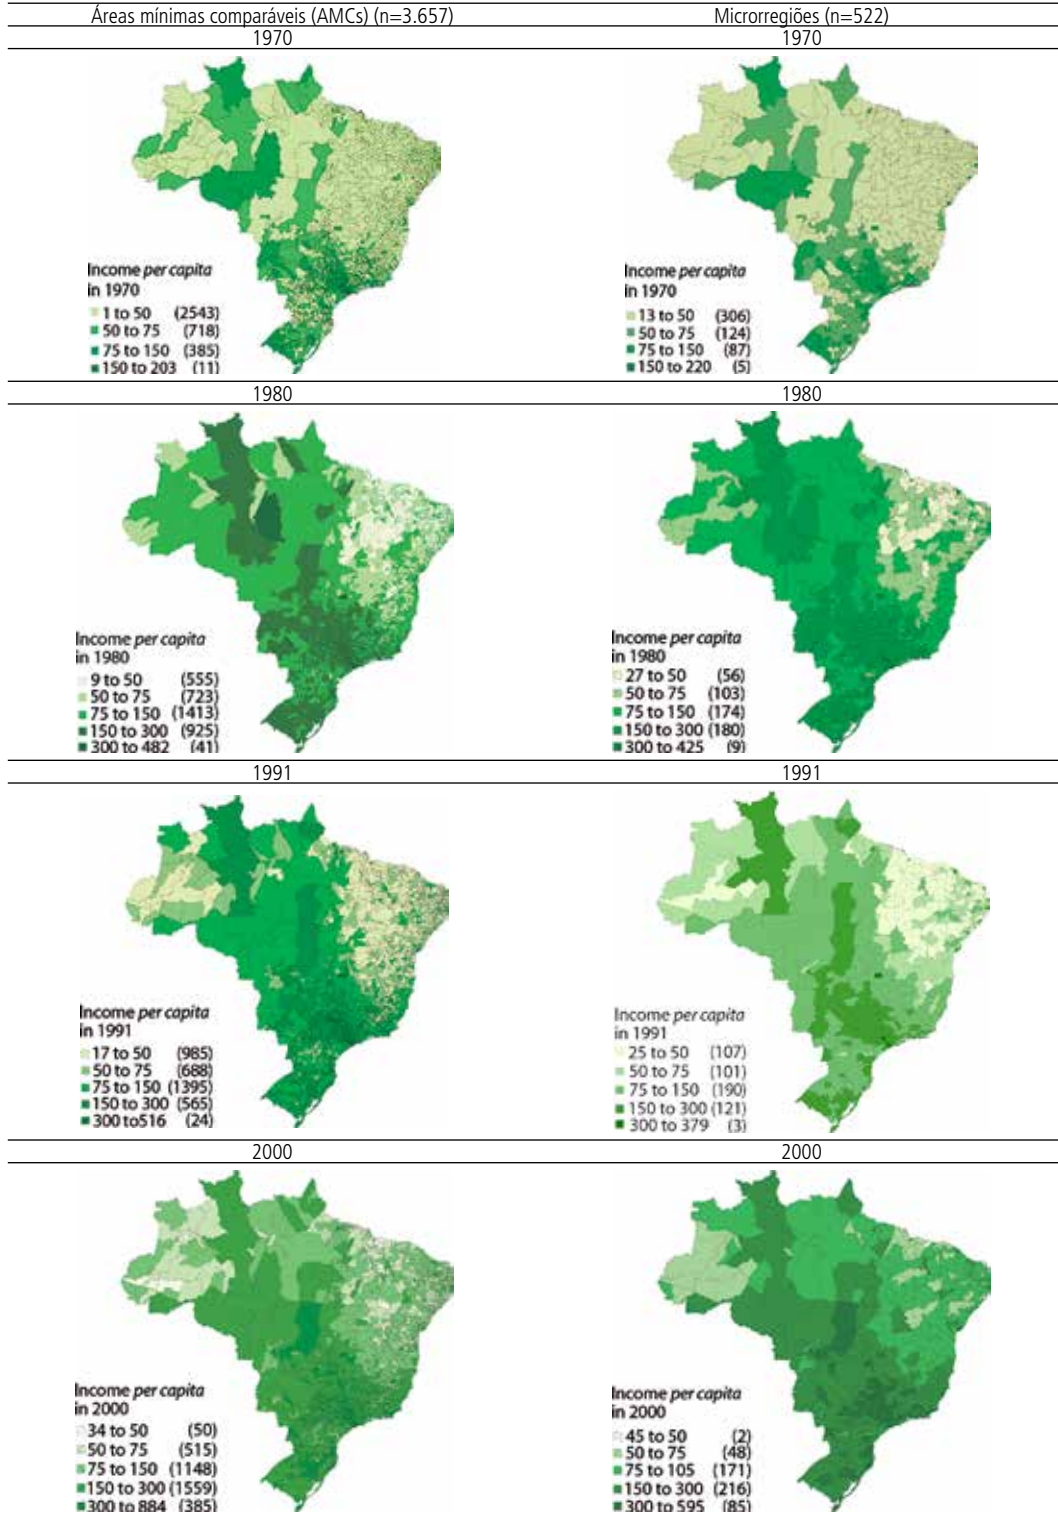 Áreas mínimas comparáveis (AMCs) (n=3.657)
Microrregiões (n=522)
1970
1970
Income per capita
in 1970
1 to 50 (2543)
50 to 75 (718)
75 to 150 (385)
150 to 203 (11)
Income per capita
in 1970
13 to 50 (306)
50 to 75 (124)
75 to 150 (87)
150 to 220 (5)
1980
1980
Income per capita
in 1980
9 to 50 (555)
50 to 75 (723)
75 to 150 (1413)
150 to 300 (925)
300 to 482 (41)
Income per capita
in 1980
27 to 50 (56)
50 to 75 (103)
75 to 150 (174)
150 to 300 (180)
300 to 425 (9)
1991
1991
Income per capita
in 1991
17 to 50 (985)
50 to 75 (688)
75 to 150 (1395)
150 to 300 (565)
300 to516 (24)
Income per capita
in 1991
25 to 50 (107)
50 to 75 (101)
75 to 150 (190)
150 to 300 (121)
300 to 379 (3)
2000
2000
Income per capita
in 2000
34 to 50 (50)
50 to 75 (515)
75 to 150 (1148)
150 to 300 (1559)
300 to 884 (385)
Income per capita
in 2000
45 to 50 (2)
50 to 75 (48)
75 to 105 (171)
150 to 300 (216)
300 to 595 (85)